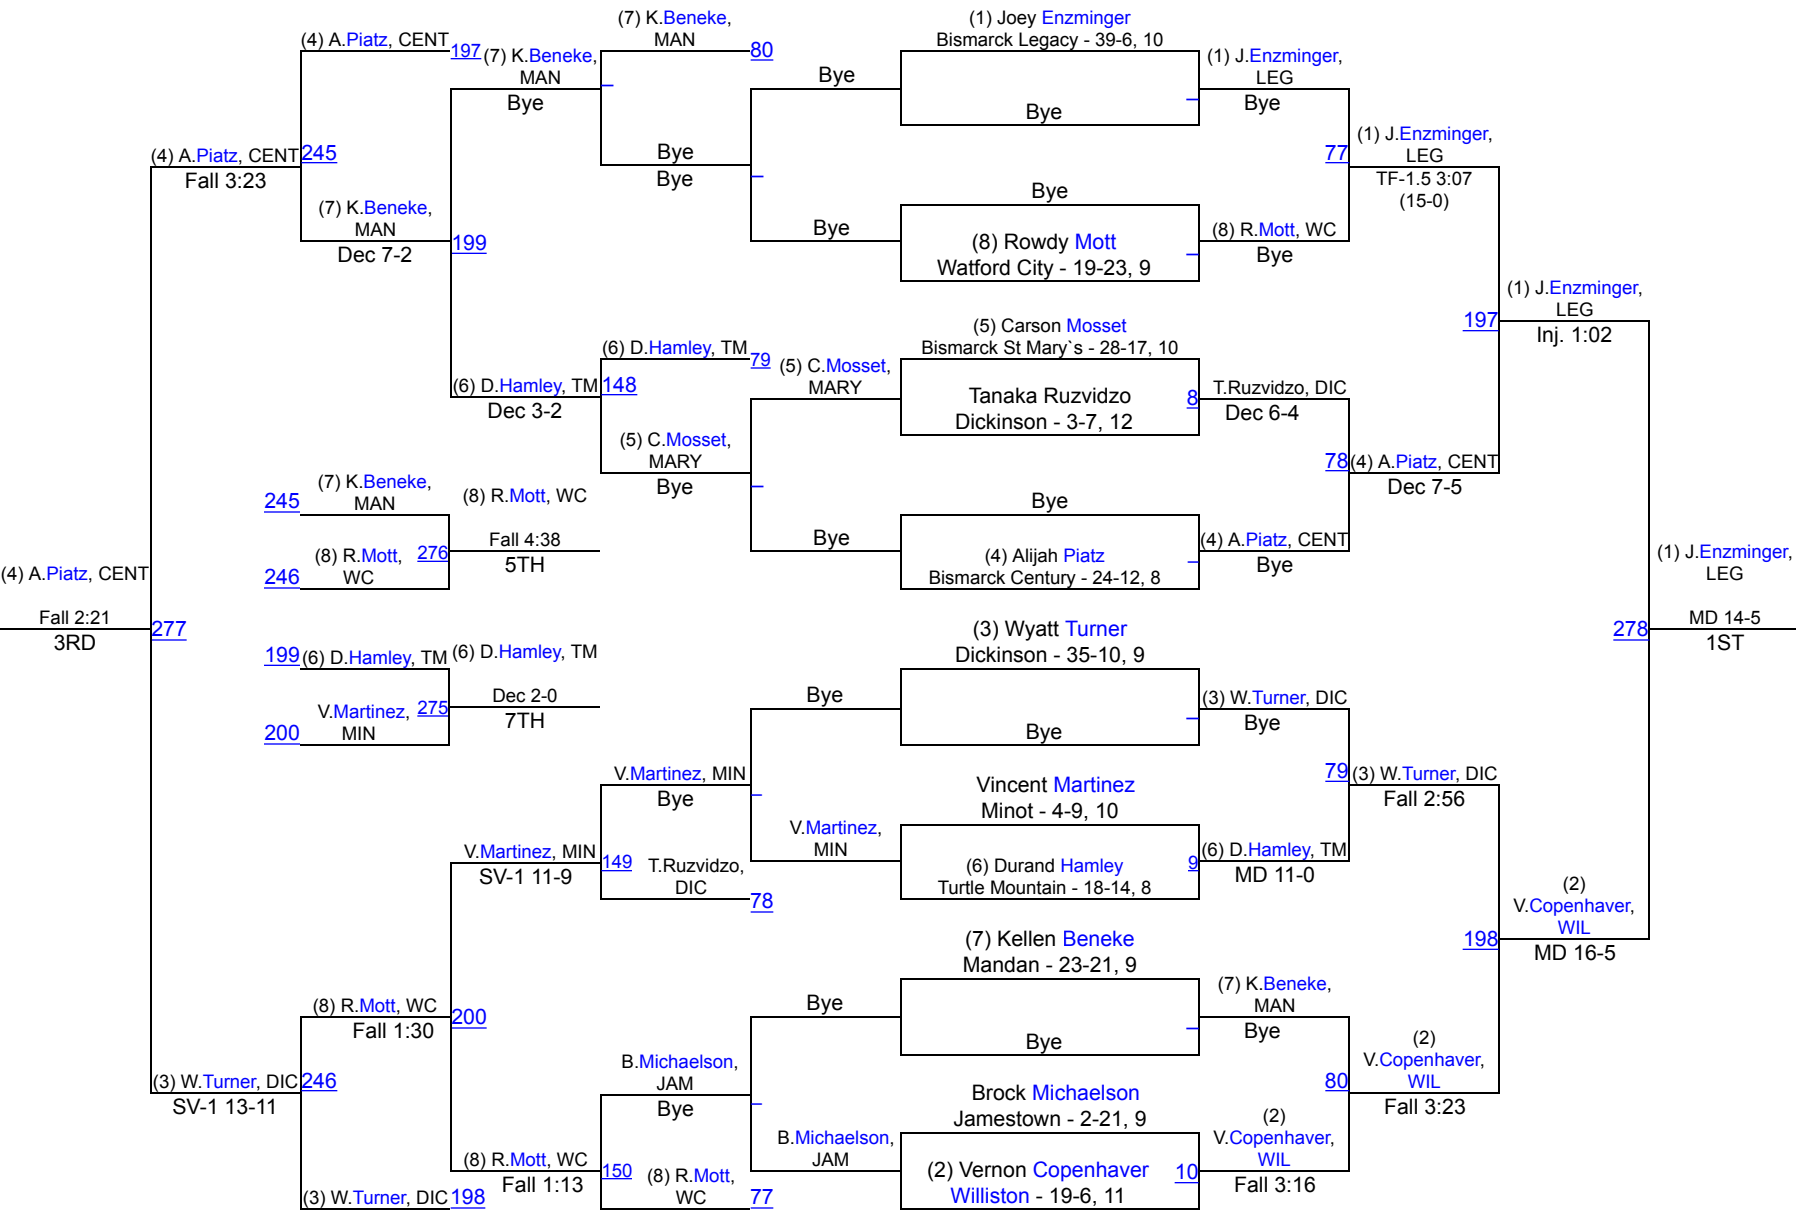 (4) A.Piatz, CENT
197
(7) K.Beneke,
MAN
Bye
(7) K.Beneke,
MAN
80
Bye
Bye
(4) A.Piatz, CENT
Fall 3:23
245
(7) K.Beneke,
MAN
Dec 7-2
199
(6) D.Hamley, TM
Dec 3-2
(6) D.Hamley, TM
79
148
(5) C.Mosset,
MARY
Bye
(5) C.Mosset,
MARY
Bye
Bye
Bye
(1) Joey Enzminger
Bismarck Legacy - 39-6, 10
Bye
(1) J.Enzminger,
LEG
Bye
Bye
(8) Rowdy Mott
Watford City - 19-23, 9
(8) R.Mott, WC
Bye
77
(1) J.Enzminger,
LEG
TF-1.5 3:07
(15-0)
(5) Carson Mosset
Bismarck St Mary`s - 28-17, 10
Tanaka Ruzvidzo
Dickinson - 3-7, 12
8
T.Ruzvidzo, DIC
Dec 6-4
Bye
(4) Alijah Piatz
Bismarck Century - 24-12, 8
(4) A.Piatz, CENT
Bye
78
(4) A.Piatz, CENT
Dec 7-5
197
(1) J.Enzminger,
LEG
Inj. 1:02
245
(7) K.Beneke,
MAN
246
(8) R.Mott,
WC
276
(8) R.Mott, WC
Fall 4:38
5TH
(4) A.Piatz, CENT
Fall 2:21
3RD
277
199
(6) D.Hamley, TM
200
V.Martinez,
MIN
275
(6) D.Hamley, TM
Dec 2-0
7TH
278
(1) J.Enzminger,
LEG
MD 14-5
1ST
(3) Wyatt Turner
Dickinson - 35-10, 9
Bye
(3) W.Turner, DIC
Bye
Vincent Martinez
Minot - 4-9, 10
(6) Durand Hamley
Turtle Mountain - 18-14, 8
9
(6) D.Hamley, TM
MD 11-0
79
(3) W.Turner, DIC
Fall 2:56
Bye
V.Martinez,
MIN
V.Martinez, MIN
Bye
149
T.Ruzvidzo,
DIC
78
V.Martinez, MIN
SV-1 11-9
(7) Kellen Beneke
Mandan - 23-21, 9
Bye
(7) K.Beneke,
MAN
Bye
Brock Michaelson
Jamestown - 2-21, 9
(2) Vernon Copenhaver
Williston - 19-6, 11
10
(2)
V.Copenhaver,
WIL
Fall 3:16
80
(2)
V.Copenhaver,
WIL
Fall 3:23
198
(2)
V.Copenhaver,
WIL
MD 16-5
Bye
B.Michaelson,
JAM
B.Michaelson,
JAM
Bye
150
(8) R.Mott,
WC
77
(8) R.Mott, WC
Fall 1:13
200
(8) R.Mott, WC
Fall 1:30
246
(3) W.Turner, DIC
SV-1 13-11
(3) W.Turner, DIC
198